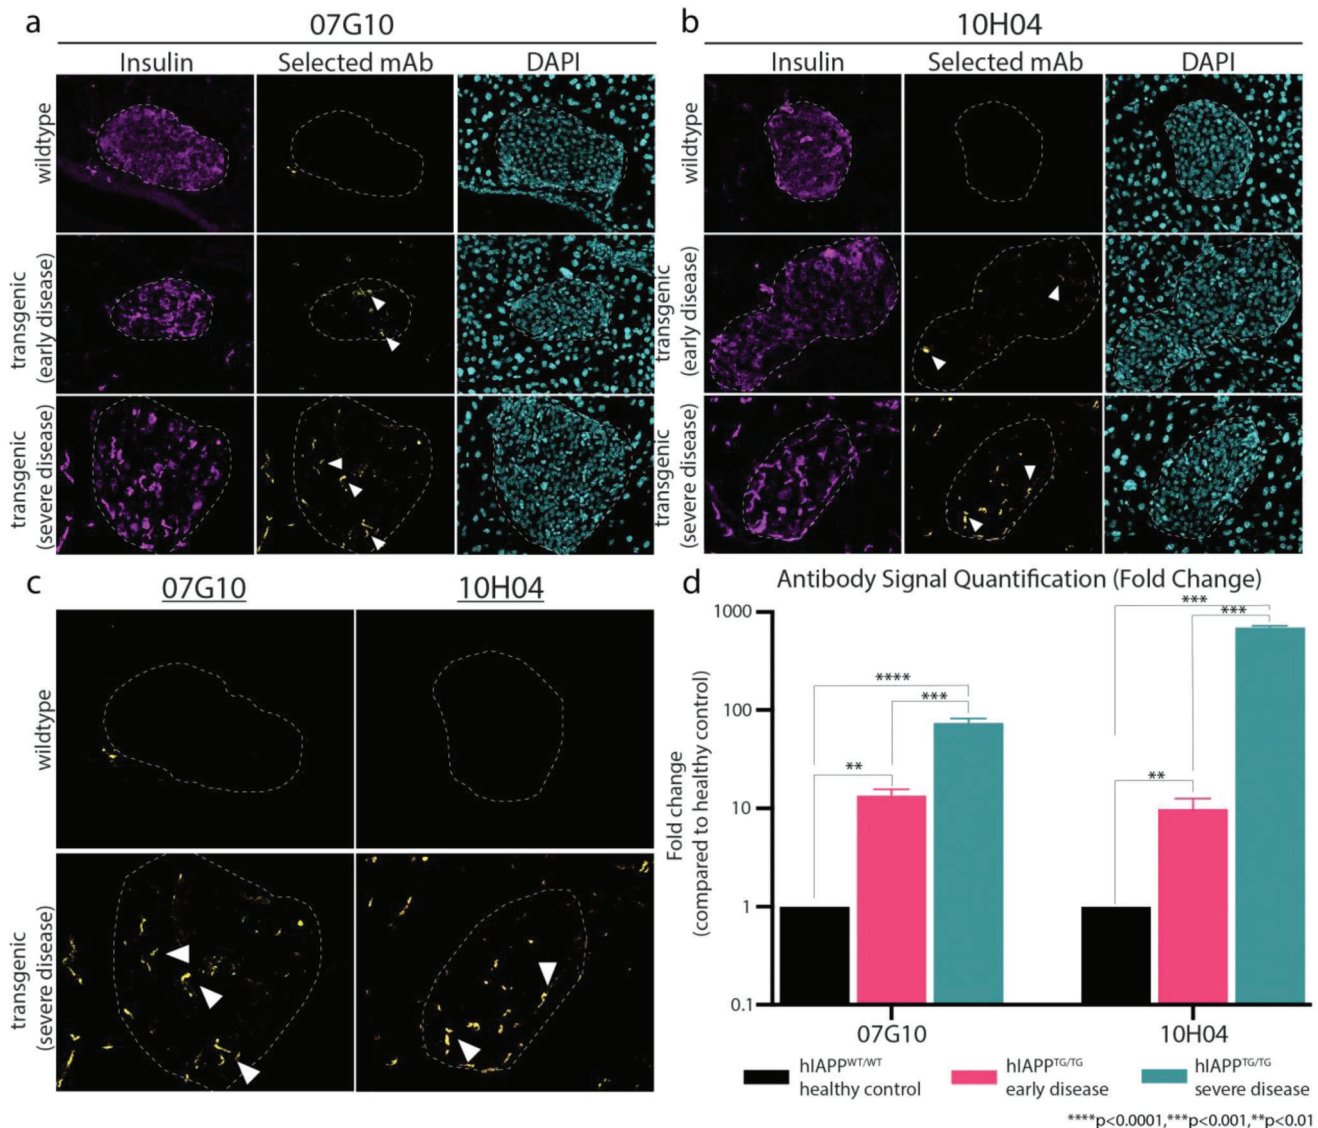 a
07G10
Insulin
Selected mAb
DAPI
wildtype
transgenic
(early disease)
transgenic
(severe disease)
b
10H04
Insulin
Selected mAb
DAPI
wildtype
transgenic
(early disease)
transgenic
(severe disease)
c
07G10
10H04
wildtype
transgenic
(severe disease)
d
Antibody Signal Quantification (Fold Change)
Fold change
(compared to healthy control)
1000
100
10
1
0.1
**
****
***
**
***
***
07G10
10H04
hIAPPWT/WT
healthy control
hIAPPTG/TG
early disease
hIAPPTG/TG
severe disease
****p<0.0001,***p<0.001,**p<0.01